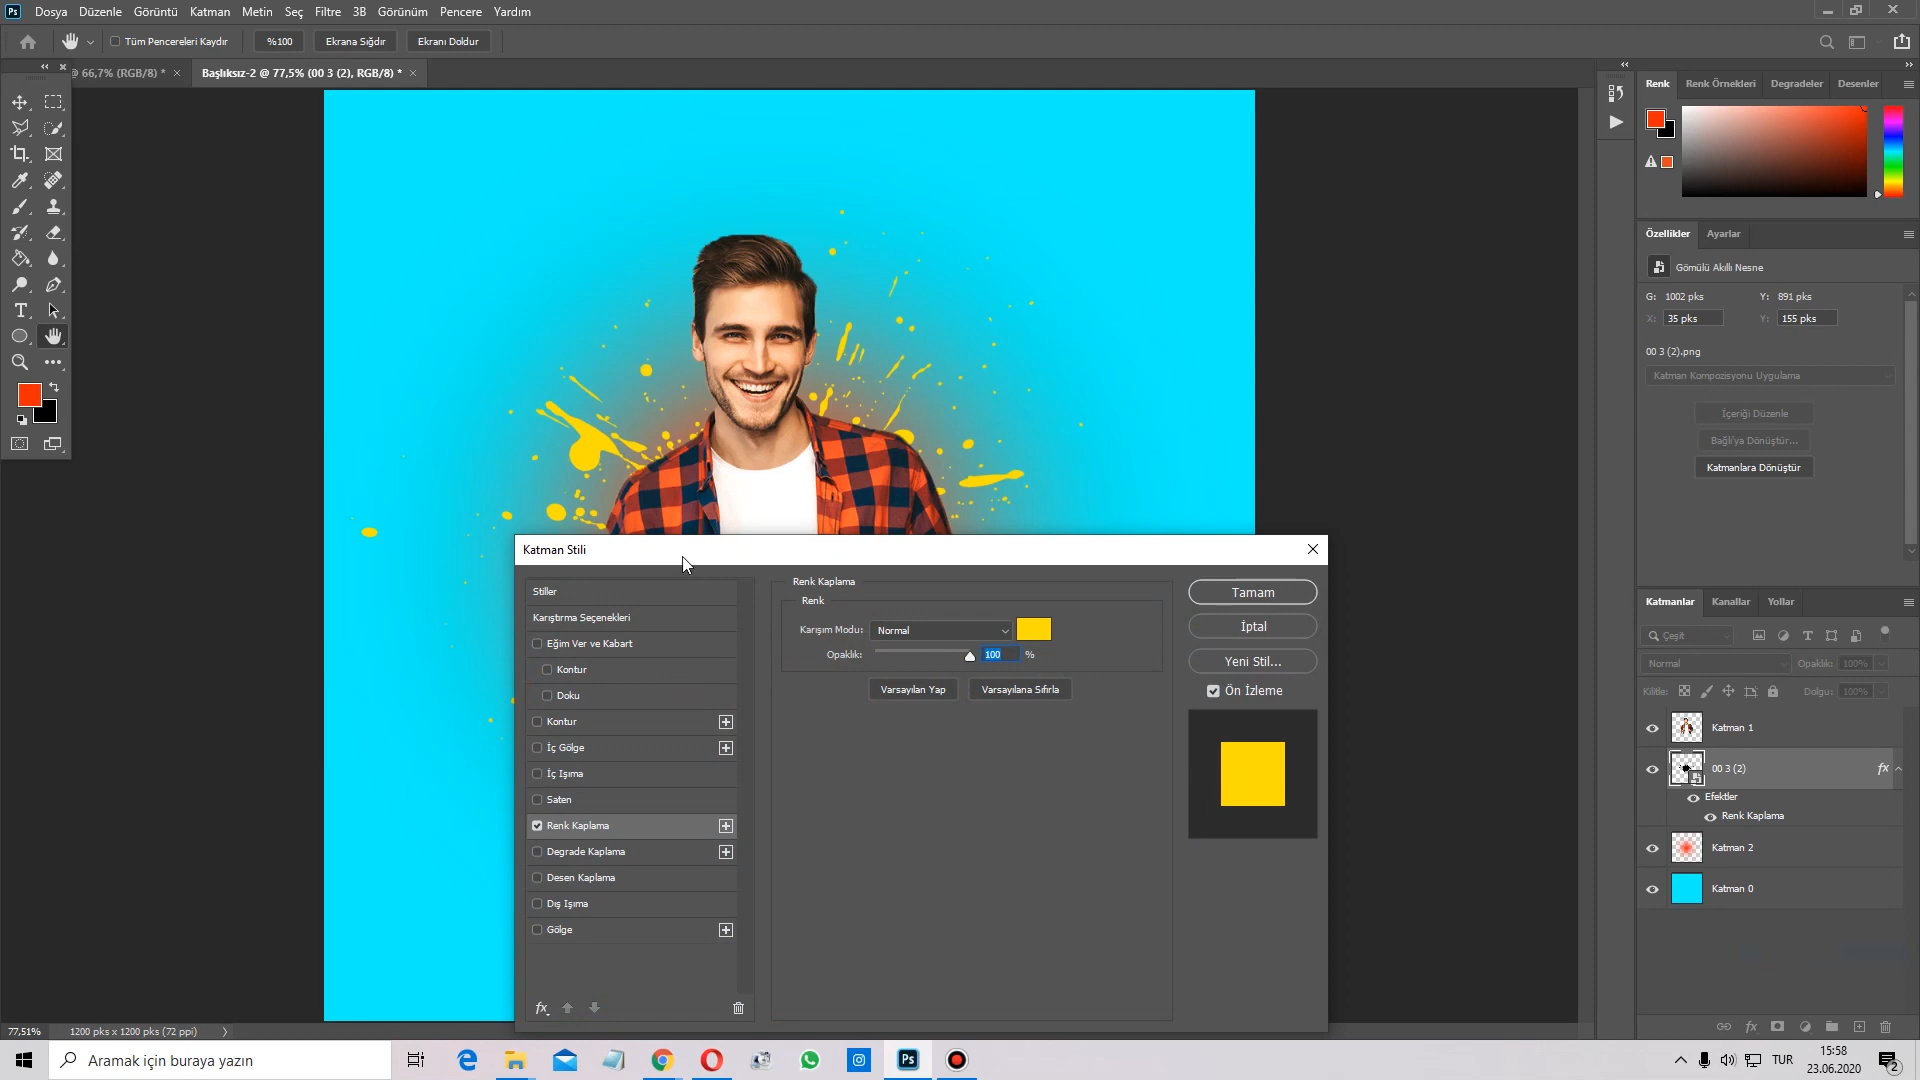 Ps Dosya Düzenle Görüntü Katman Metin Seç Filtre 3B Görünüm Pencere Yardım
Tüm Pencereleri Kaydır %100 Ekrana Sığdır Ekranı Doldur
@ 66,7% (RGB/8) * × Başlıksız-2 @ 77,5% (00 3 (2), RGB/8) * ×
Renk Renk Örnekleri Degradeler Desenler
Özellikler Ayarlar
Gömülü Akıllı Nesne
G: 1002 pks Y: 891 pks
X: 35 pks Y: 155 pks
00 3 (2).png
Katman Kompozisyonu Uygulama
İçeriği Düzenle
Bağlı'ya Dönüştür...
Katmanlara Dönüştür
Katman Stili
Stiller
Karıştırma Seçenekleri
Eğim Ver ve Kabart
Kontur
Doku
Kontur
İç Gölge
İç Işıma
Saten
Renk Kaplama
Degrade Kaplama
Desen Kaplama
Dış Işıma
Gölge
fx
Renk Kaplama
Renk
Karışım Modu: Normal
Opaklık: 100 %
Varsayılan Yap Varsayılana Sıfırla
Tamam
İptal
Yeni Stil...
Ön İzleme
Katmanlar Kanallar Yollar
Çeşit
Normal Opaklık: 100%
Kilitle: Dolgu: 100%
Katman 1
00 3 (2) fx
Efektler
Renk Kaplama
Katman 2
Katman 0
fx
77,51% 1200 pks x 1200 pks (72 ppi)
Aramak için buraya yazın
Ps
TUR
15:58
23.06.2020
2